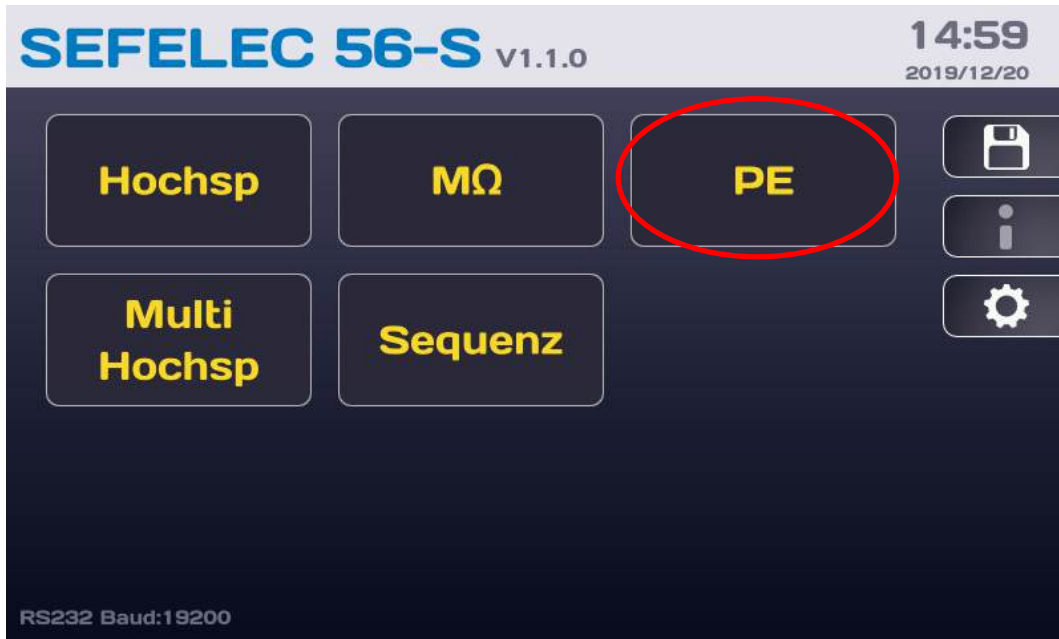 SEFELEC 56-S V1.1.0
14:59
2019/12/20
Hochsp
MΩ
PE
Multi
Hochsp
Sequenz
RS232 Baud:19200